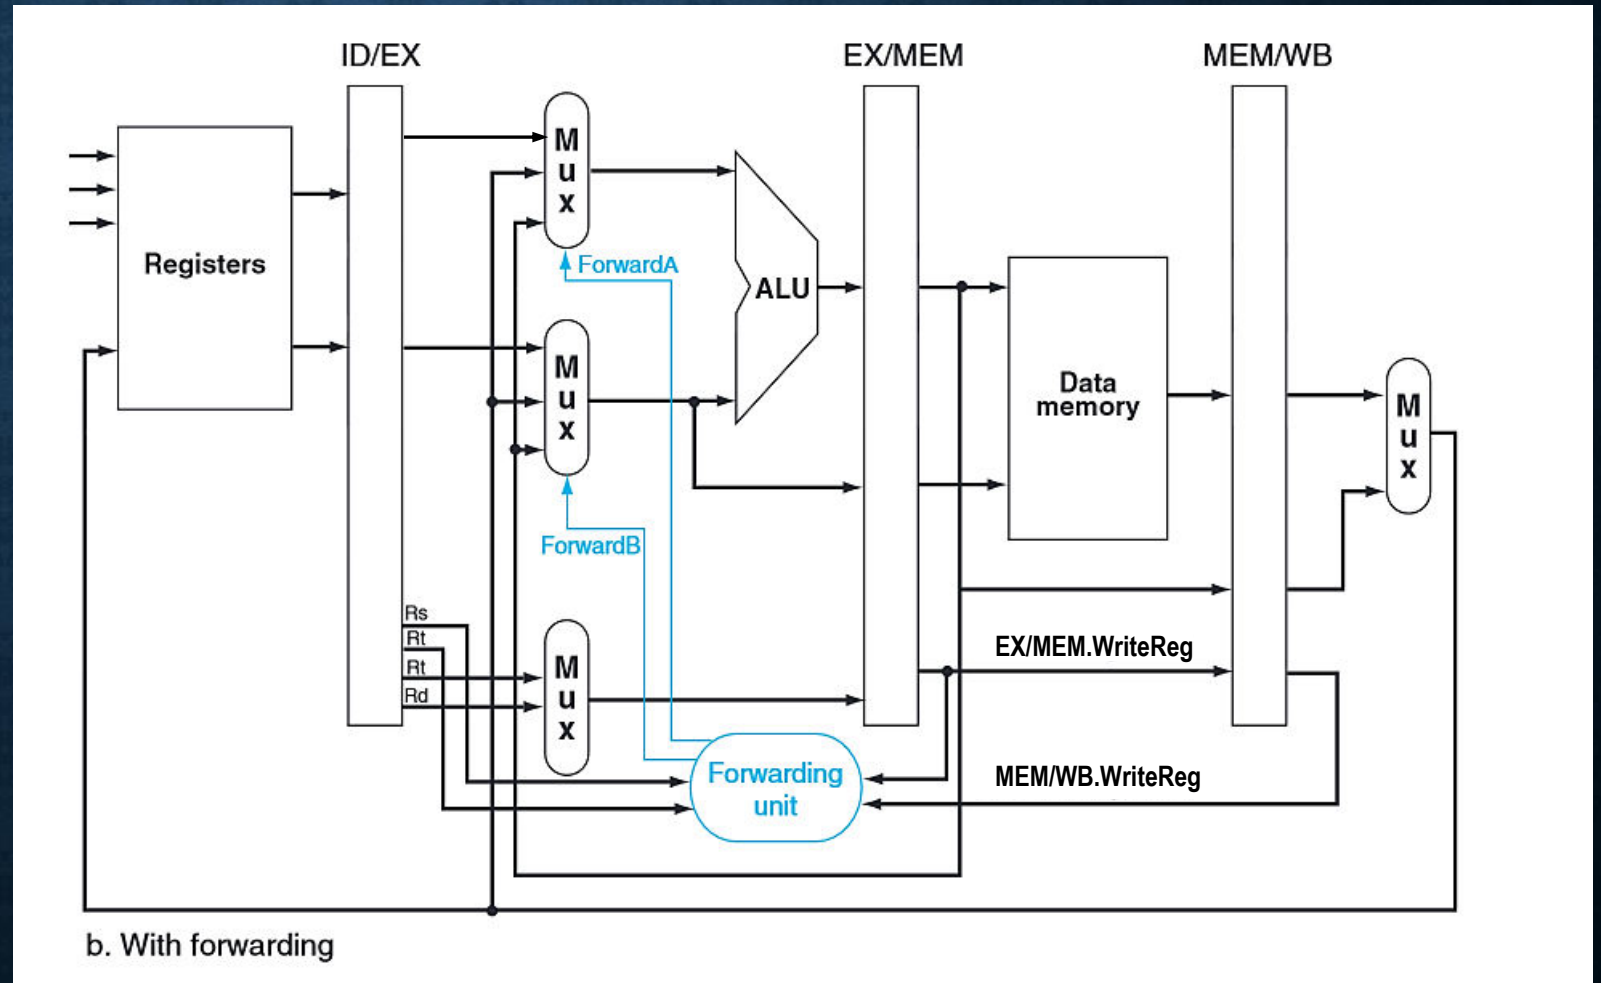 ID/EX
EX/MEM
MEM/WB
M
u
x
Registers
ForwardA
ALU
M
u
x
Data
memory
M
u
x
ForwardB
Rs
Rt
Rt
Rd
M
u
x
EX/MEM.WriteReg
Forwarding
unit
MEM/WB.WriteReg
b. With forwarding